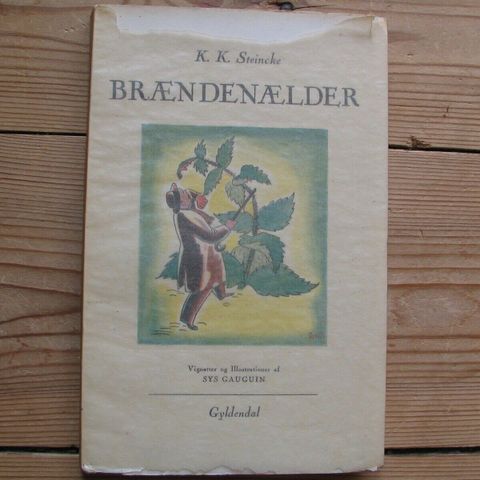 K. K. Steincke
BRÆNDENÆLDER
Vignetter og Illustrationer af
SYS GAUGUIN
Gyldendal